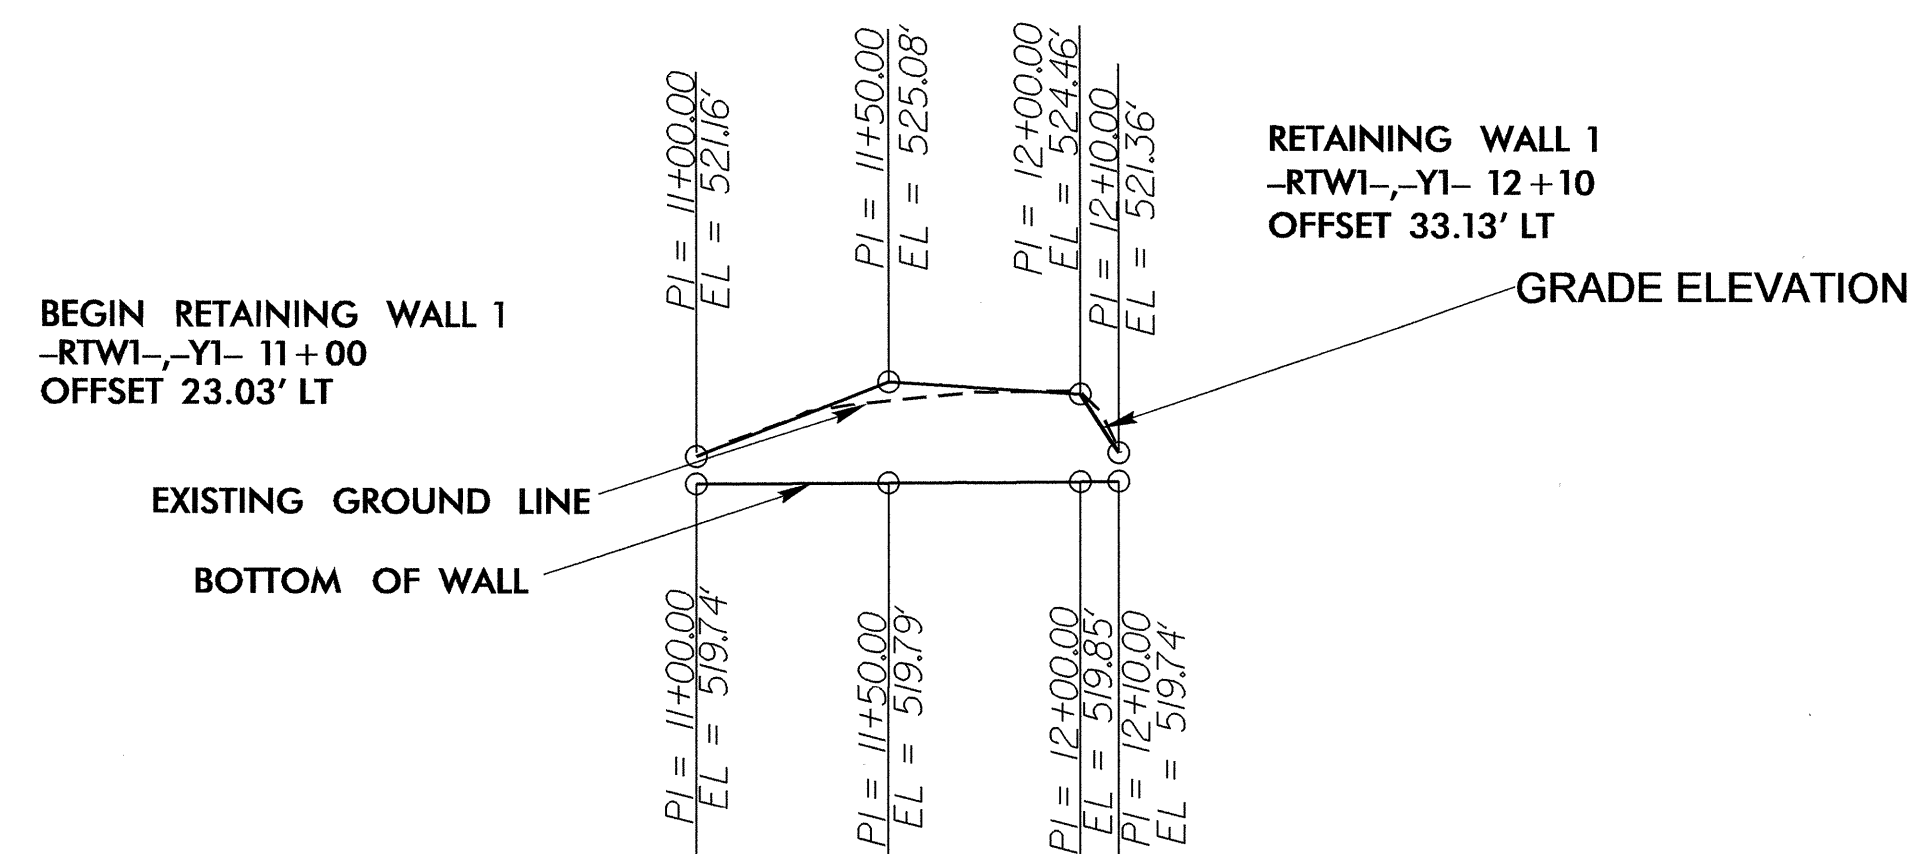 PI = 11+00.00
EL = 521.16'
PI = 11+50.00
EL = 525.08'
PI = 12+00.00
EL = 524.46'
PI = 12+10.00
EL = 521.36'
RETAINING WALL 1
–RTW1–,–Y1– 12+10
OFFSET 33.13' LT
GRADE ELEVATION
BEGIN RETAINING WALL 1
–RTW1–,–Y1– 11+00
OFFSET 23.03' LT
EXISTING GROUND LINE
BOTTOM OF WALL
PI = 11+00.00
EL = 519.74'
PI = 11+50.00
EL = 519.79'
PI = 12+00.00
EL = 519.85'
PI = 12+10.00
EL = 519.74'